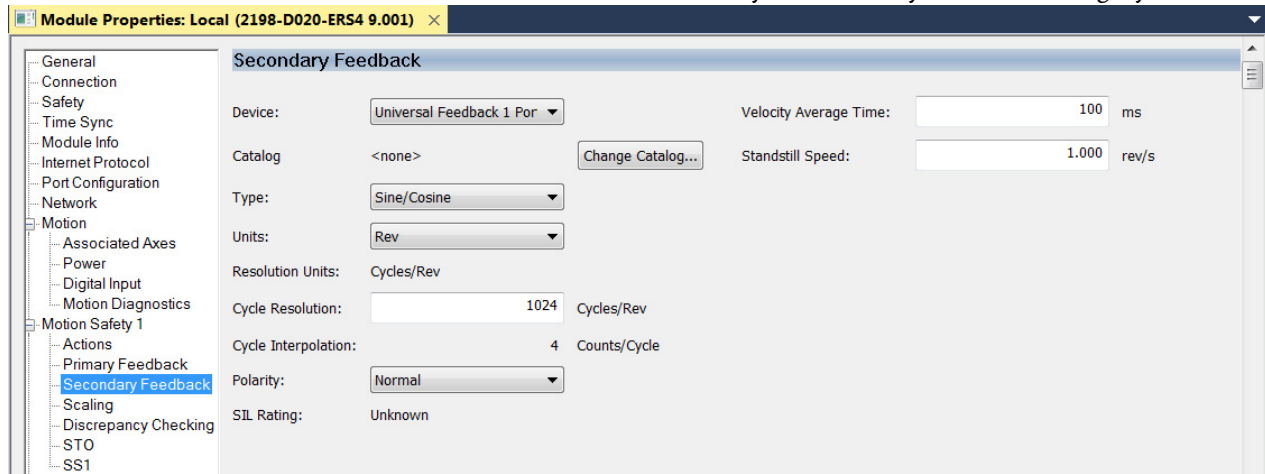 Module Properties: Local (2198-D020-ERS4 9.001) ×
General
Connection
Safety
Time Sync
Module Info
Internet Protocol
Port Configuration
Network
Motion
Associated Axes
Power
Digital Input
Motion Diagnostics
Motion Safety 1
Actions
Primary Feedback
Secondary Feedback
Scaling
Discrepancy Checking
STO
SS1
Secondary Feedback
Device: Universal Feedback 1 Por
Catalog <none> Change Catalog...
Type: Sine/Cosine
Units: Rev
Resolution Units: Cycles/Rev
Cycle Resolution: 1024 Cycles/Rev
Cycle Interpolation: 4 Counts/Cycle
Polarity: Normal
SIL Rating: Unknown
Velocity Average Time: 100 ms
Standstill Speed: 1.000 rev/s